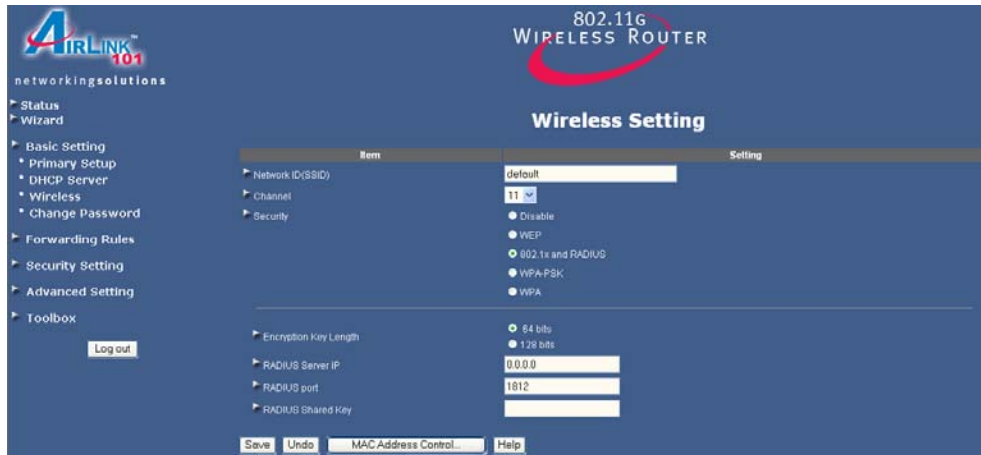 AIRLINK™
101
networkingsolutions
802.11G
WIRELESS ROUTER
Status
Wizard
Basic Setting
Primary Setup
DHCP Server
Wireless
Change Password
Forwarding Rules
Security Setting
Advanced Setting
Toolbox
Log out
Wireless Setting
Item Setting
Network ID(SSID) default
Channel 11
Security Disable
WEP
802.1x and RADIUS
WPA-PSK
WPA
Encryption Key Length 64 bits
128 bits
RADIUS Server IP 0.0.0.0
RADIUS port 1812
RADIUS Shared Key
Save Undo MAC Address Control... Help